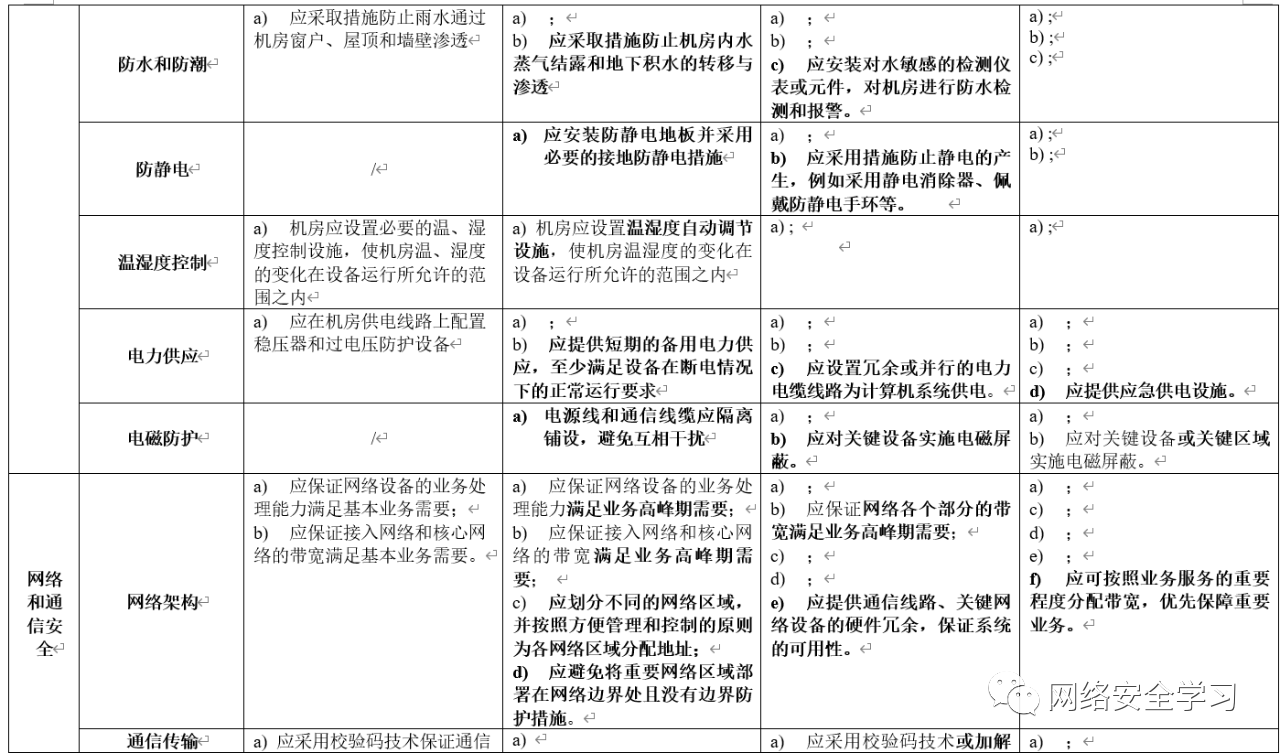 防水和防潮
a) 应采取措施防止雨水通过
机房窗户、屋顶和墙壁渗透
a) ；
b) 应采取措施防止机房内水
蒸气结露和地下积水的转移与
渗透
a) ；
b) ；
c) 应安装对水敏感的检测仪
表或元件，对机房进行防水检
测和报警。
a) ;
b) ;
c) ;
防静电
/
a) 应安装防静电地板并采用
必要的接地防静电措施
a) ；
b) 应采用措施防止静电的产
生，例如采用静电消除器、佩
戴防静电手环等。
a) ;
b) ;
温湿度控制
a) 机房应设置必要的温、湿
度控制设施，使机房温、湿度
的变化在设备运行所允许的范
围之内
a) 机房应设置温湿度自动调节
设施，使机房温湿度的变化在
设备运行所允许的范围之内
a) ;
a) ;
电力供应
a) 应在机房供电线路上配置
稳压器和过电压防护设备
a) ；
b) 应提供短期的备用电力供
应，至少满足设备在断电情况
下的正常运行要求
a) ；
b) ；
c) 应设置冗余或并行的电力
电缆线路为计算机系统供电。
a) ；
b) ；
c) ；
d) 应提供应急供电设施。
电磁防护
/
a) 电源线和通信线缆应隔离
铺设，避免互相干扰
a) ；
b) 应对关键设备实施电磁屏
蔽。
a) ；
b) 应对关键设备或关键区域
实施电磁屏蔽。
网络
和通
信安
全
网络架构
a) 应保证网络设备的业务处
理能力满足基本业务需要；
b) 应保证接入网络和核心网
络的带宽满足基本业务需要。
a) 应保证网络设备的业务处
理能力满足业务高峰期需要；
b) 应保证接入网络和核心网
络的带宽满足业务高峰期需
要；
c) 应划分不同的网络区域，
并按照方便管理和控制的原则
为各网络区域分配地址；
d) 应避免将重要网络区域部
署在网络边界处且没有边界防
护措施。
a) ；
b) 应保证网络各个部分的带
宽满足业务高峰期需要；
c) ；
d) ；
e) 应提供通信线路、关键网
络设备的硬件冗余，保证系统
的可用性。
a) ；
c) ；
d) ；
e) ；
f) 应可按照业务服务的重要
程度分配带宽，优先保障重要
业务。
网络安全学习
通信传输
a) 应采用校验码技术保证通信
a)
a) 应采用校验码技术或加解
a) ；